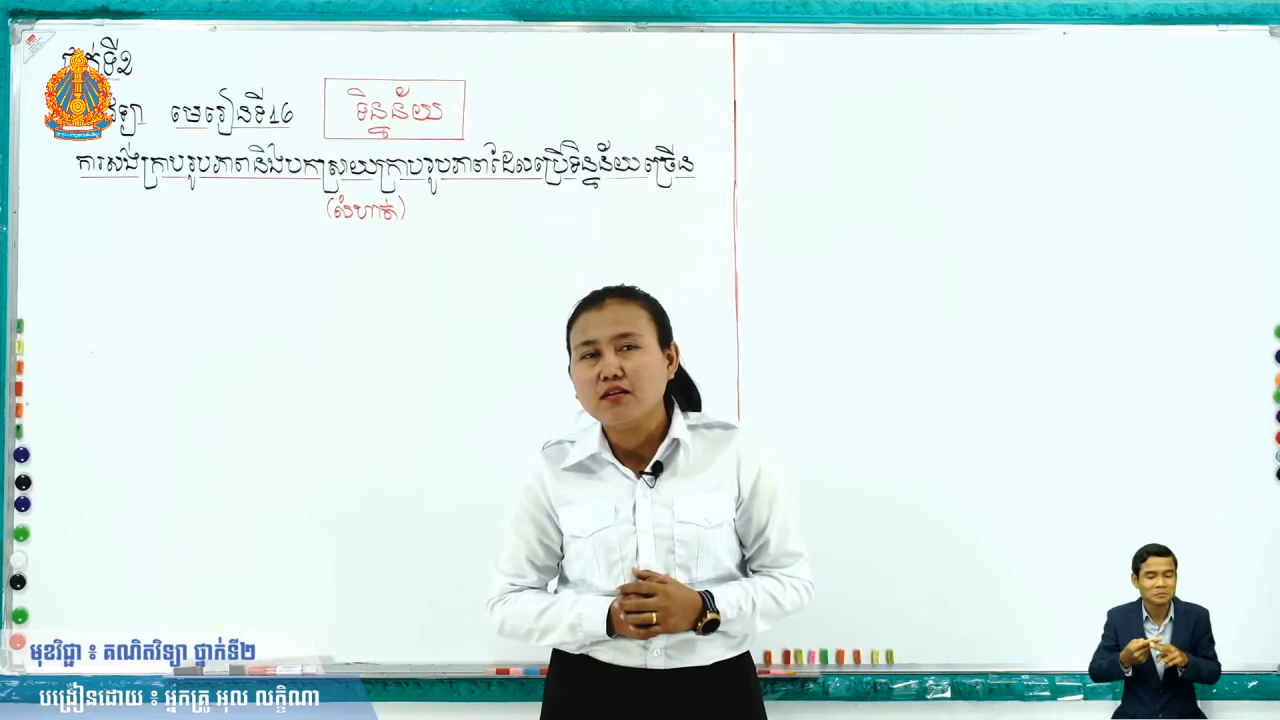 ថ្នាក់ទី២
វិទ្យា មេរៀនទី16 ទិន្នន័យ
ការសង់ក្រាបរូបភាពនិងបកស្រាយក្រាបរូបភាពដែលប្រើទិន្នន័យច្រើន
(លំហាត់)
មុខវិជ្ជា ៖ គណិតវិទ្យា ថ្នាក់ទី២
បង្រៀនដោយ ៖ អ្នកគ្រូ អុល លក្ខិណា